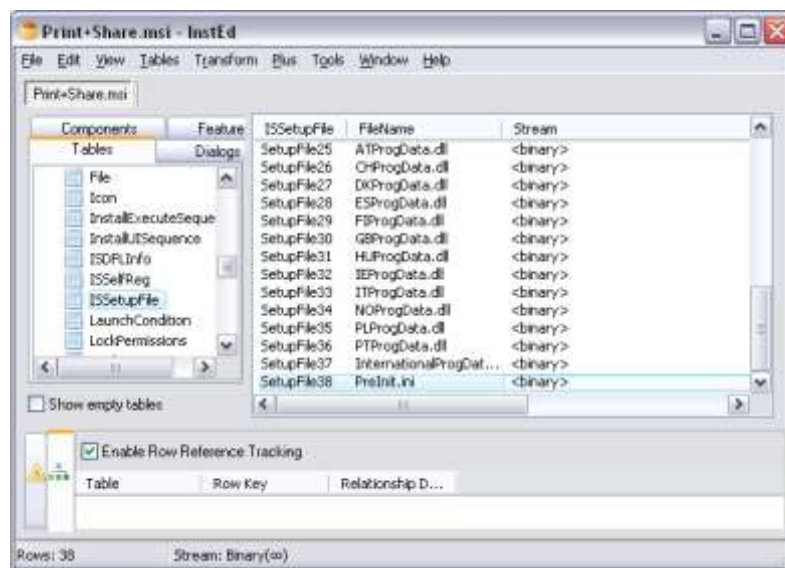 Print+Share.msi - InstEd
File Edit View Tables Transform Plus Tools Window Help
Print+Share.msi
Components Feature
Tables Dialogs
File
Icon
InstallExecuteSeque
InstallUISequence
ISDFLInfo
ISSelfReg
ISSetupFile
LaunchCondition
LockPermissions
Show empty tables
ISSetupFile FileName Stream
SetupFile25 ATProgData.dll <binary>
SetupFile26 CHProgData.dll <binary>
SetupFile27 DKProgData.dll <binary>
SetupFile28 ESProgData.dll <binary>
SetupFile29 FIProgData.dll <binary>
SetupFile30 GBProgData.dll <binary>
SetupFile31 HUProgData.dll <binary>
SetupFile32 IEProgData.dll <binary>
SetupFile33 ITProgData.dll <binary>
SetupFile34 NOProgData.dll <binary>
SetupFile35 PLProgData.dll <binary>
SetupFile36 PTProgData.dll <binary>
SetupFile37 InternationalProgDat... <binary>
SetupFile38 PreInit.ini <binary>
Enable Row Reference Tracking
Table Row Key Relationship D...
Rows: 38 Stream: Binary(∞)